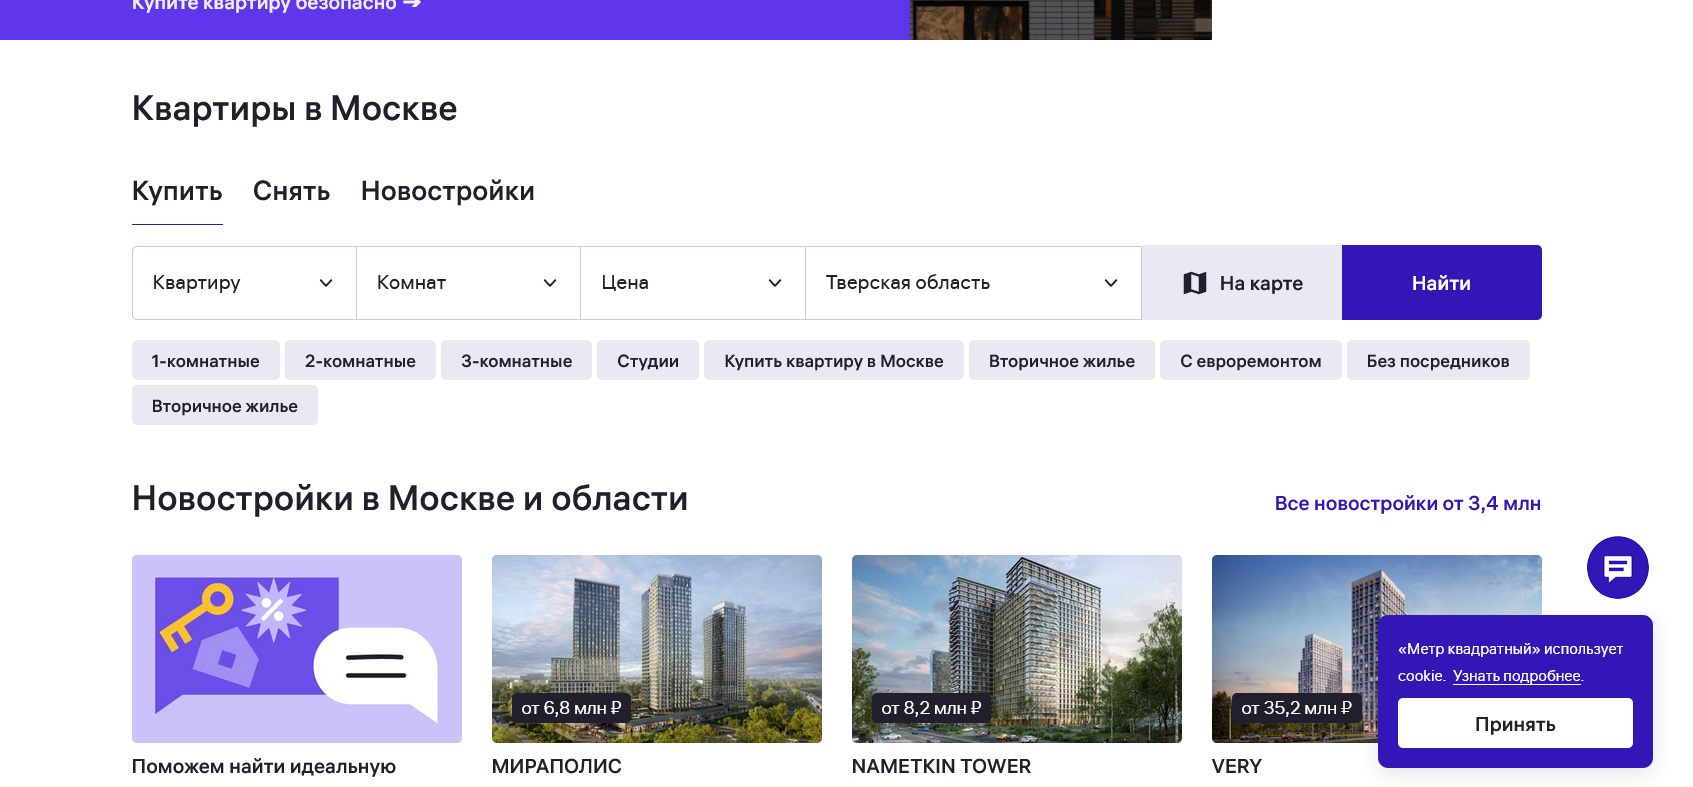 Купите квартиру безопасно →
Квартиры в Москве
Купить Снять Новостройки
Квартиру Комнат Цена Тверская область На карте Найти
1-комнатные 2-комнатные 3-комнатные Студии Купить квартиру в Москве Вторичное жилье С евроремонтом Без посредников
Вторичное жилье
Новостройки в Москве и области
Все новостройки от 3,4 млн
от 6,8 млн ₽
от 8,2 млн ₽
от 35,2 млн ₽
Поможем найти идеальную
МИРАПОЛИС
NAMETKIN TOWER
VERY
«Метр квадратный» использует
cookie. Узнать подробнее.
Принять